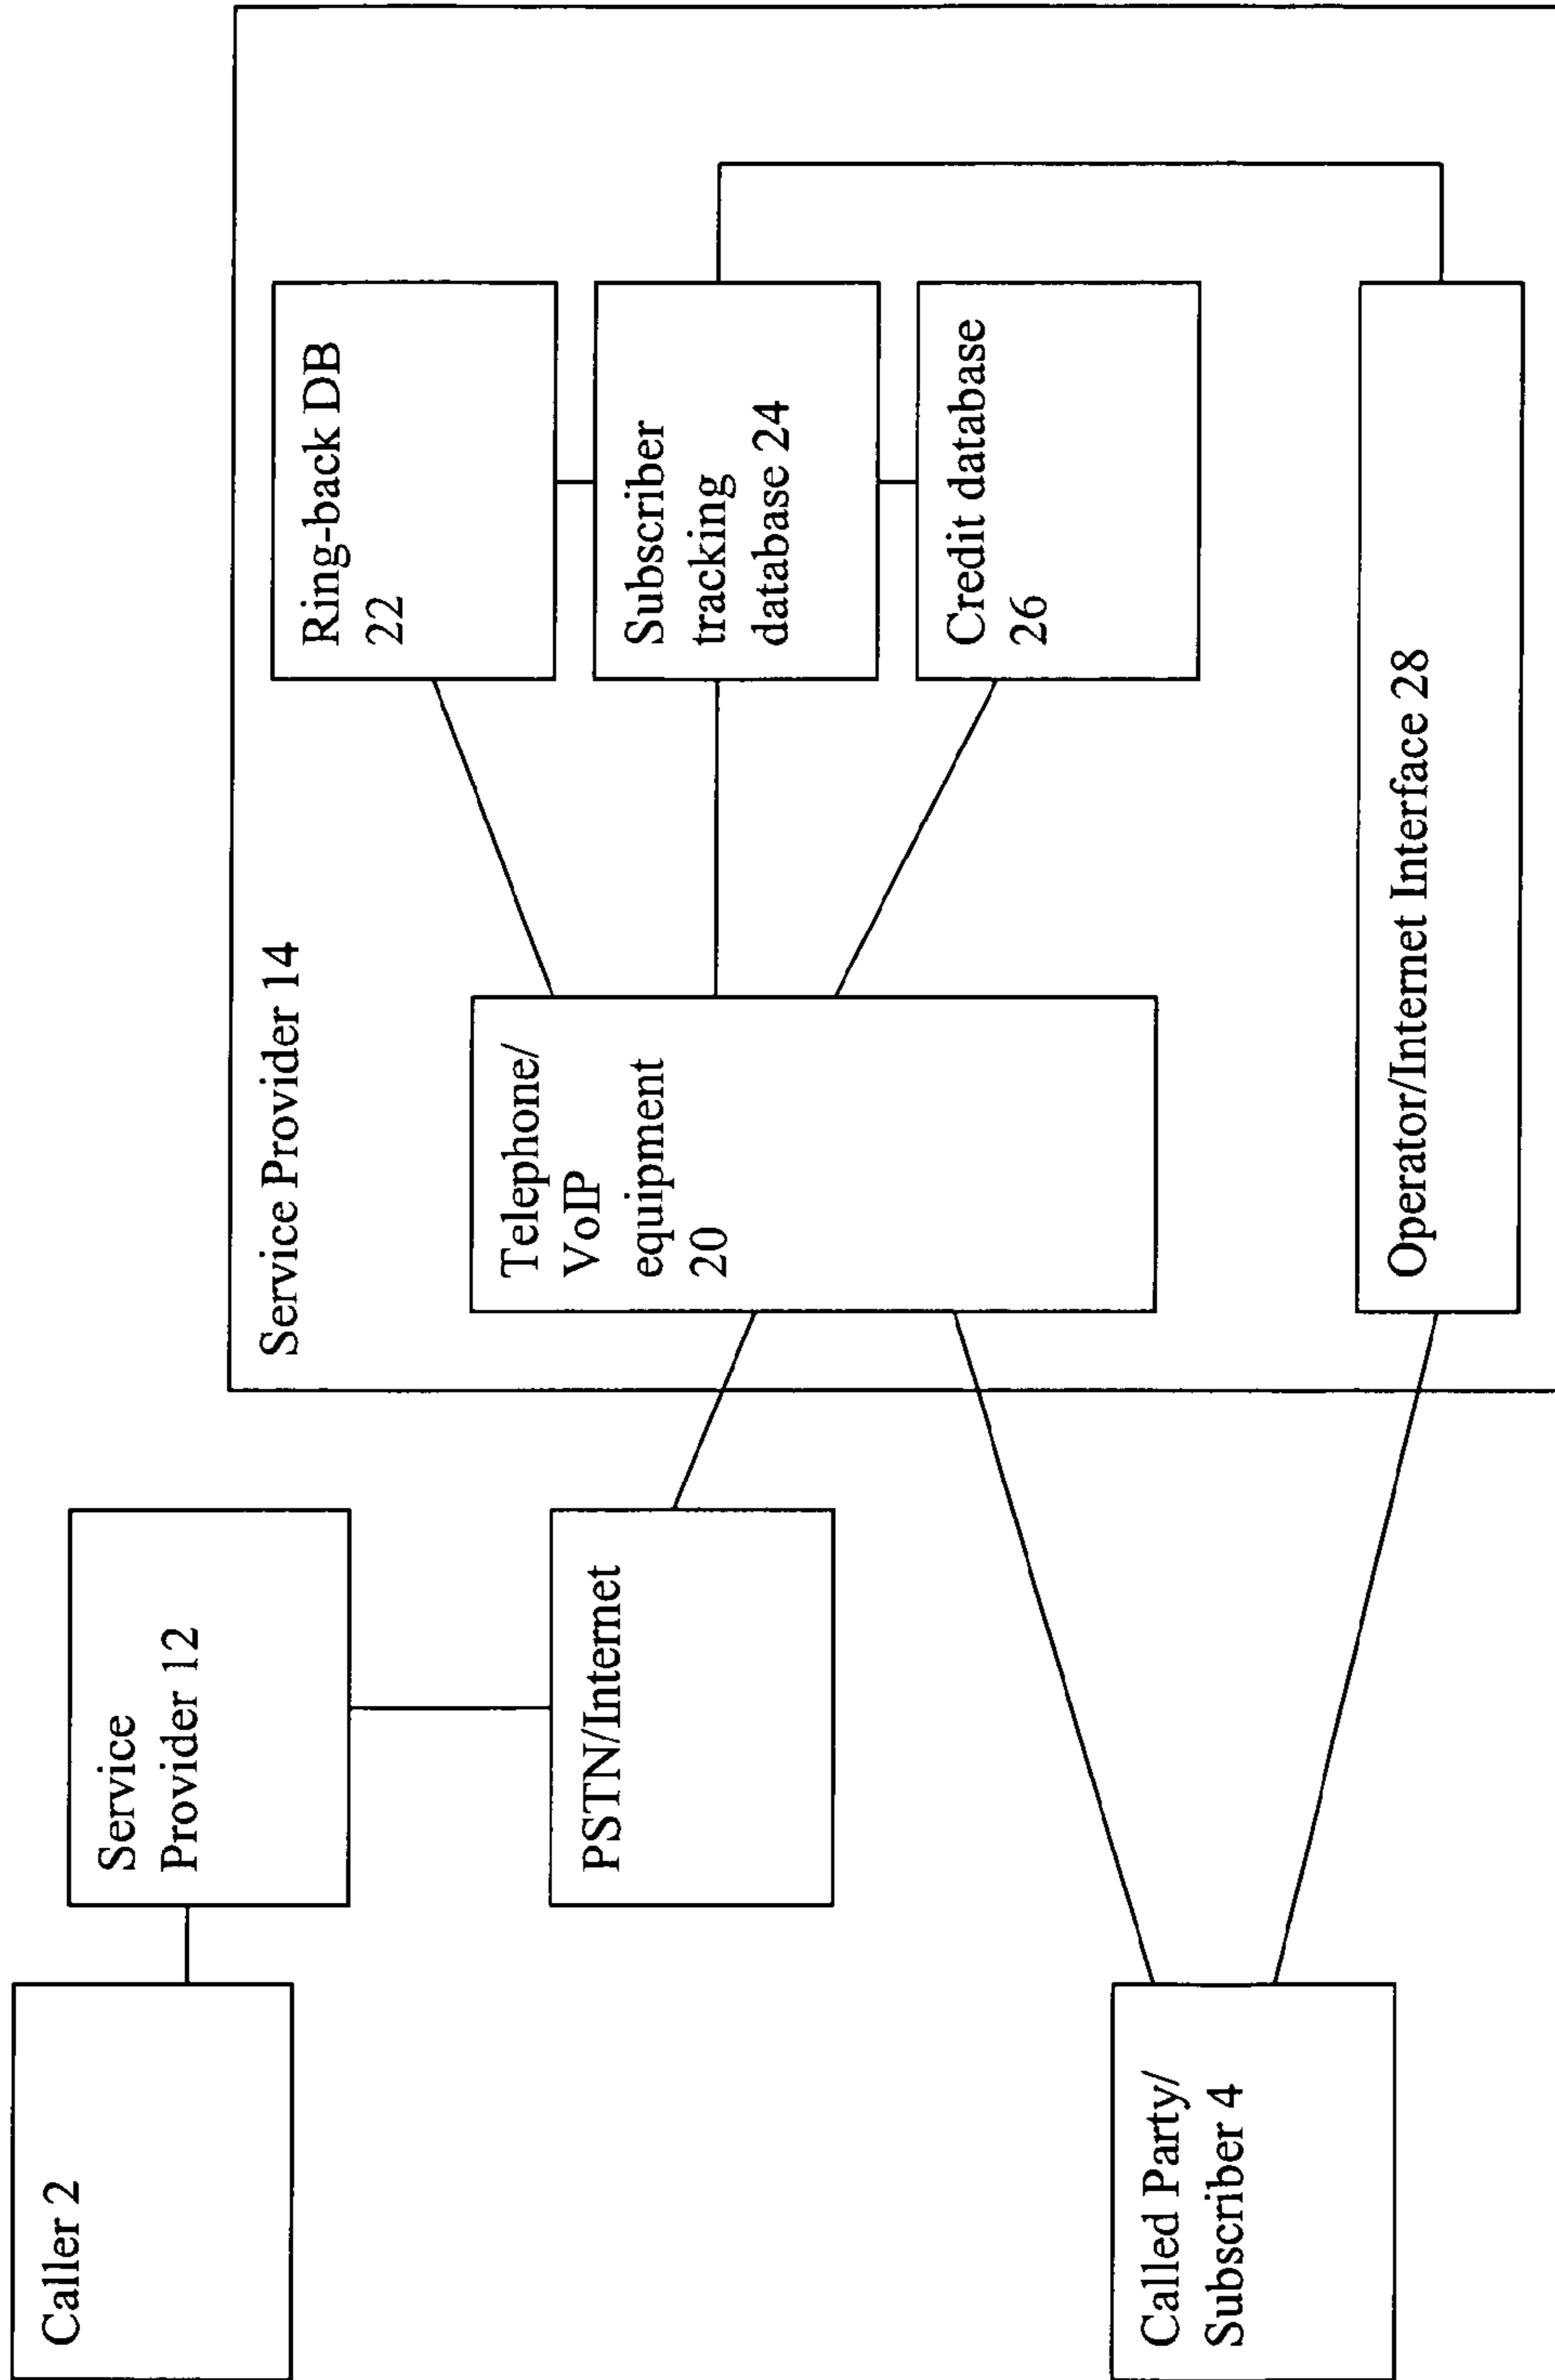 Caller 2
Service
Provider 12
PSTN/Internet
Called Party/
Subscriber 4
Service Provider 14
Telephone/
VoIP
equipment
20
Ring-back DB
22
Subscriber
tracking
database 24
Credit database
26
Operator/Internet Interface 28